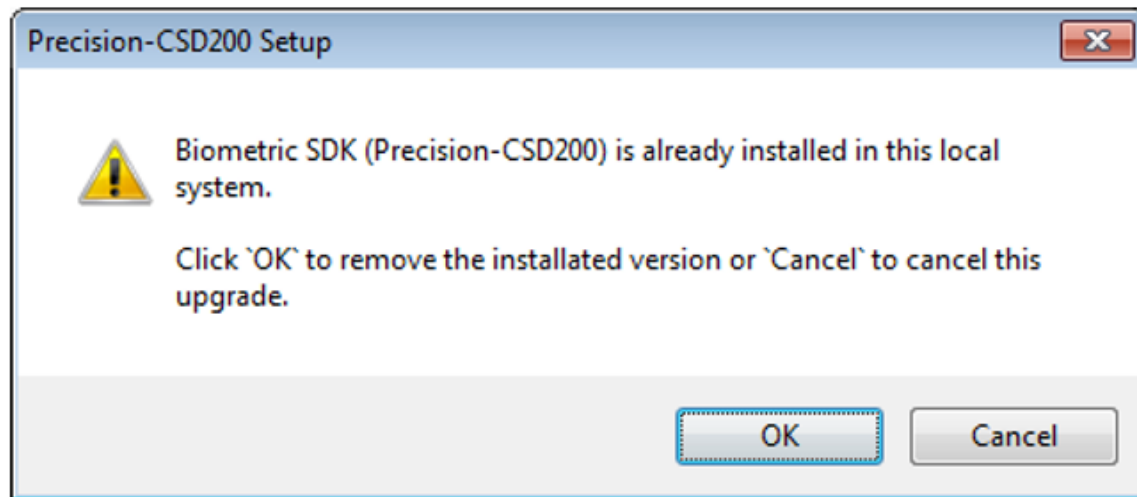 Precision-CSD200 Setup
Biometric SDK (Precision-CSD200) is already installed in this local
system.
Click `OK` to remove the installated version or `Cancel` to cancel this
upgrade.
OK
Cancel